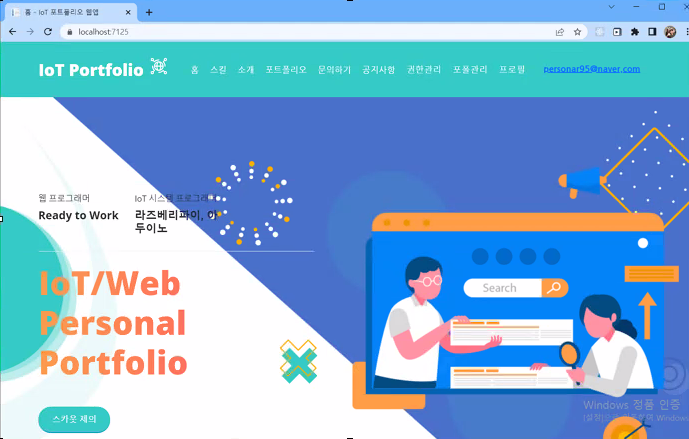 홈 - IoT 포트폴리오 웹앱
localhost:7125
IoT Portfolio
홈 스킬 소개 포트폴리오 문의하기 공지사항 권한관리 포폴관리 프로필 personar95@naver.com
웹 프로그래머 IoT 시스템 프로그래머
Ready to Work 라즈베리파이, 아
두이노
IoT/Web
Personal
Portfolio
스카웃 제의
Search
Windows 정품 인증
Windows